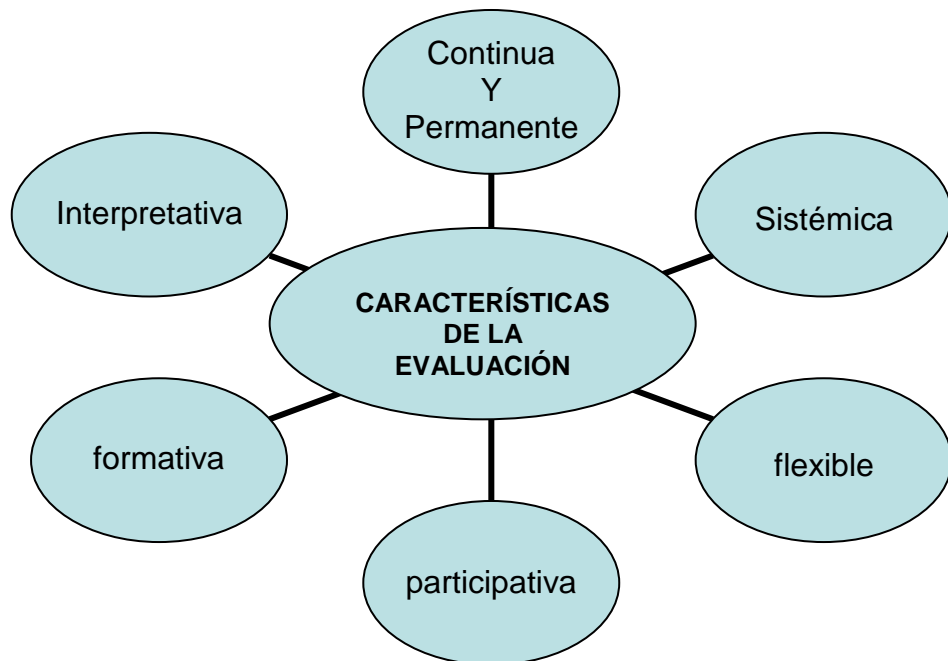 Continua
Y
Permanente
Interpretativa
Sistémica
CARACTERÍSTICAS
DE LA
EVALUACIÓN
formativa
flexible
participativa